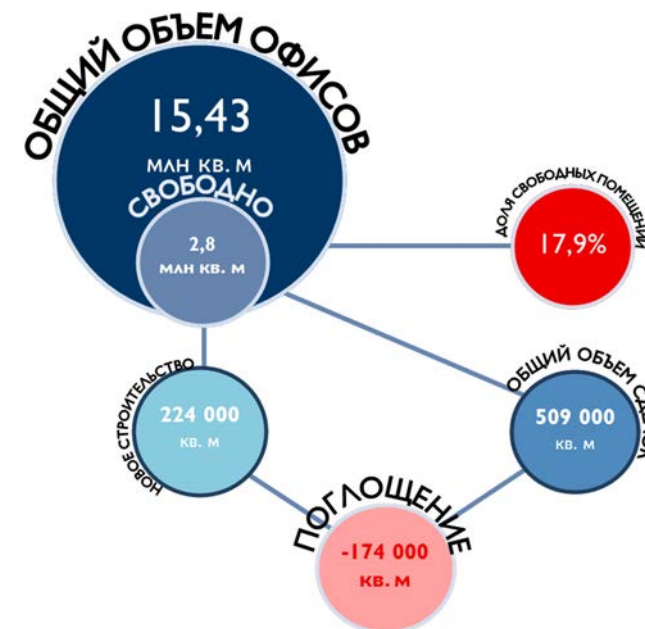 ОБЩИЙ ОБЪЕМ ОФИСОВ
15,43
МЛН КВ. М
СВОБОДНО
2,8
МЛН КВ. М
ДОЛЯ СВОБОДНЫХ ПОМЕЩЕНИЙ
17,9%
НОВОЕ СТРОИТЕЛЬСТВО
224 000
КВ. М
ОБЩИЙ ОБЪЕМ
509 000
КВ. М
ПОГЛОЩЕНИЕ
-174 000
КВ. М